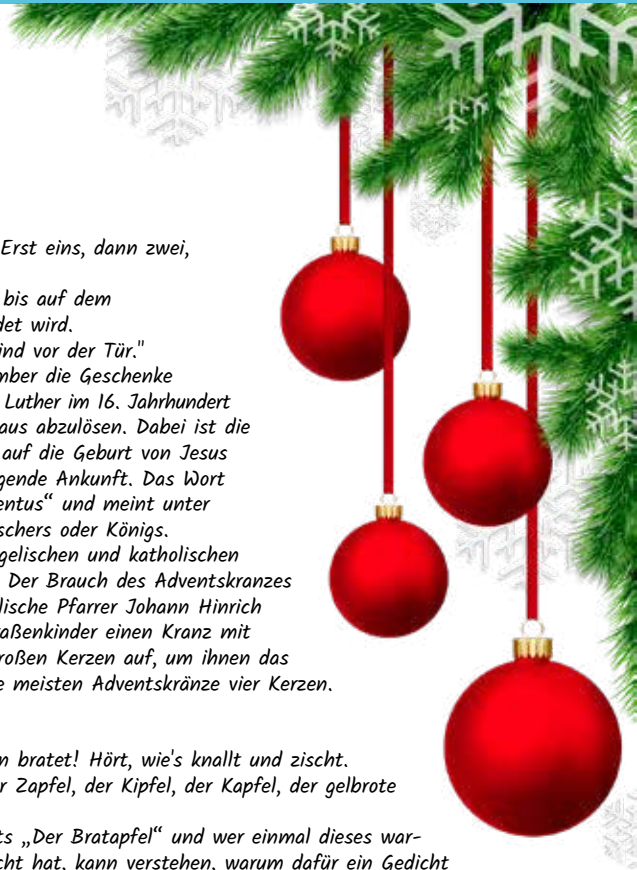 Erst eins, dann zwei,
bis auf dem
det wird.
ind vor der Tür."
mber die Geschenke
Luther im 16. Jahrhundert
aus abzulösen. Dabei ist die
auf die Geburt von Jesus
gende Ankunft. Das Wort
entus“ und meint unter
schers oder Königs.
gelischen und katholischen
Der Brauch des Adventskranzes
lische Pfarrer Johann Hinrich
raßenkinder einen Kranz mit
roßen Kerzen auf, um ihnen das
e meisten Adventskränze vier Kerzen.
n bratet! Hört, wie's knallt und zischt.
r Zapfel, der Kipfel, der Kapfel, der gelbrote
ts „Der Bratapfel“ und wer einmal dieses war-
cht hat, kann verstehen, warum dafür ein Gedicht